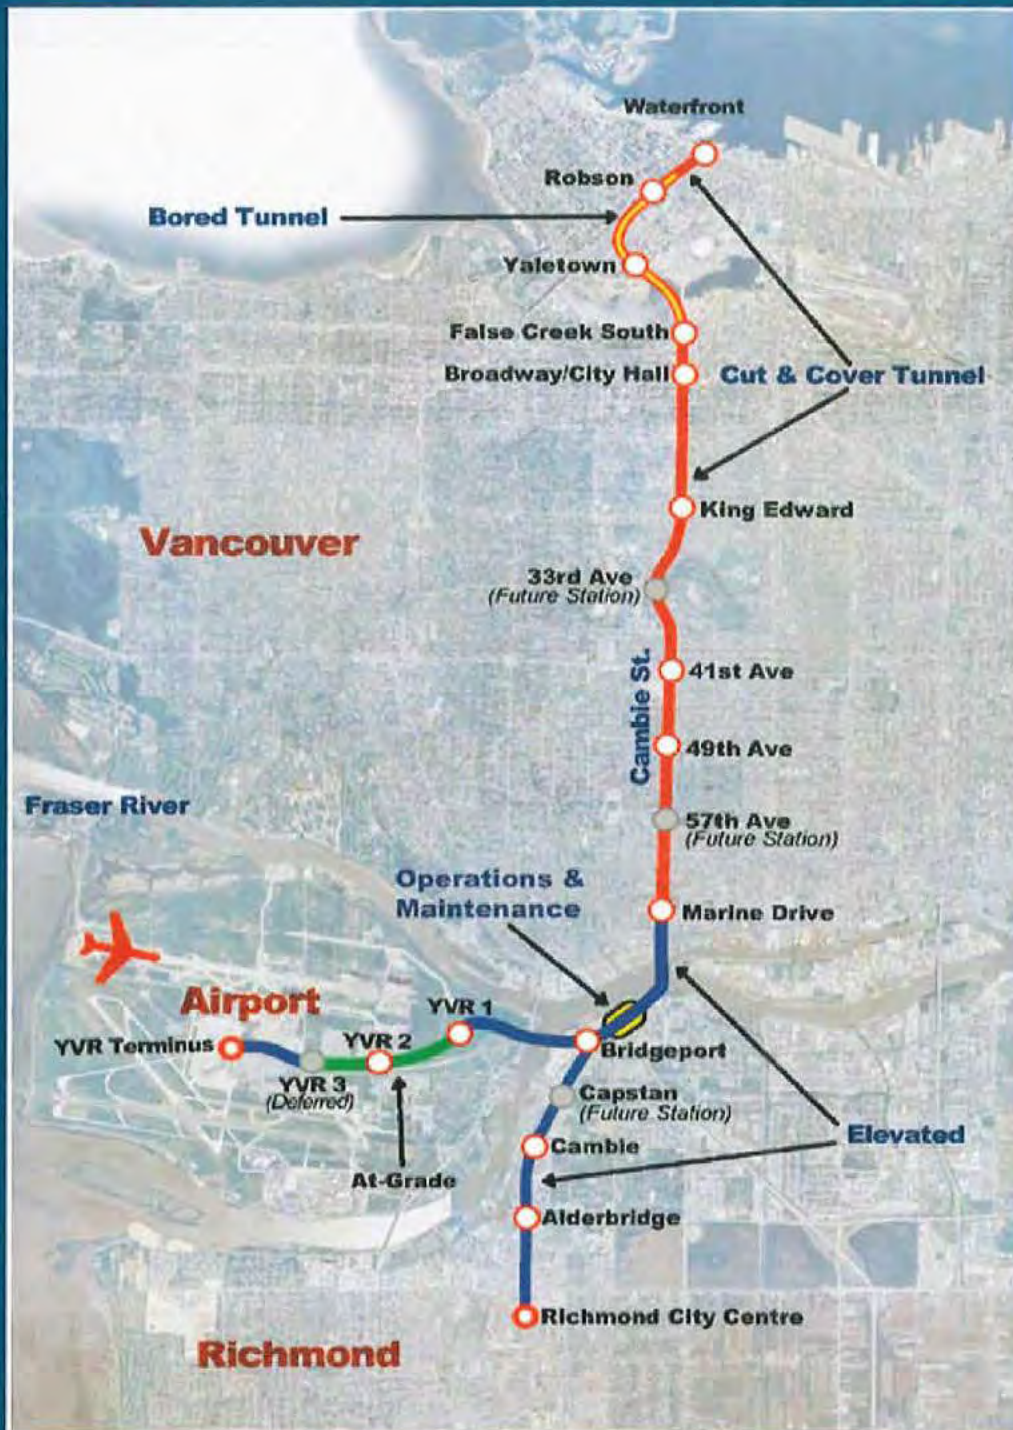 Waterfront
Robson
Bored Tunnel
Yaletown
False Creek South
Broadway/City Hall
Cut & Cover Tunnel
King Edward
Vancouver
33rd Ave
(Future Station)
41st Ave
Cambie St.
49th Ave
Fraser River
57th Ave
(Future Station)
Operations &
Maintenance
Marine Drive
Airport
YVR 1
YVR Terminus
YVR 2
Bridgeport
YVR 3
(Deferred)
Capstan
(Future Station)
Cambie
Elevated
At-Grade
Alderbridge
Richmond City Centre
Richmond